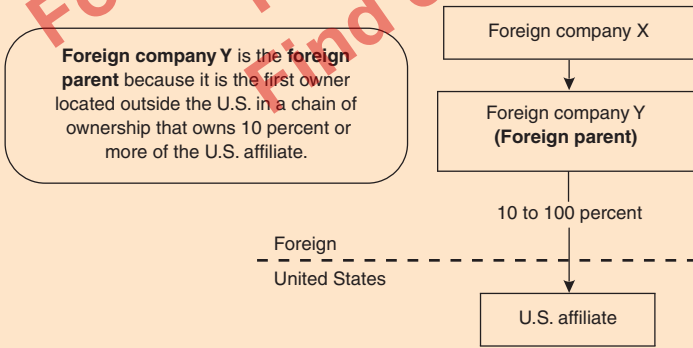 Foreign company X
Foreign company Y is the foreign
parent because it is the first owner
located outside the U.S. in a chain of
ownership that owns 10 percent or
more of the U.S. affiliate.
Foreign company Y
(Foreign parent)
10 to 100 percent
Foreign
United States
U.S. affiliate